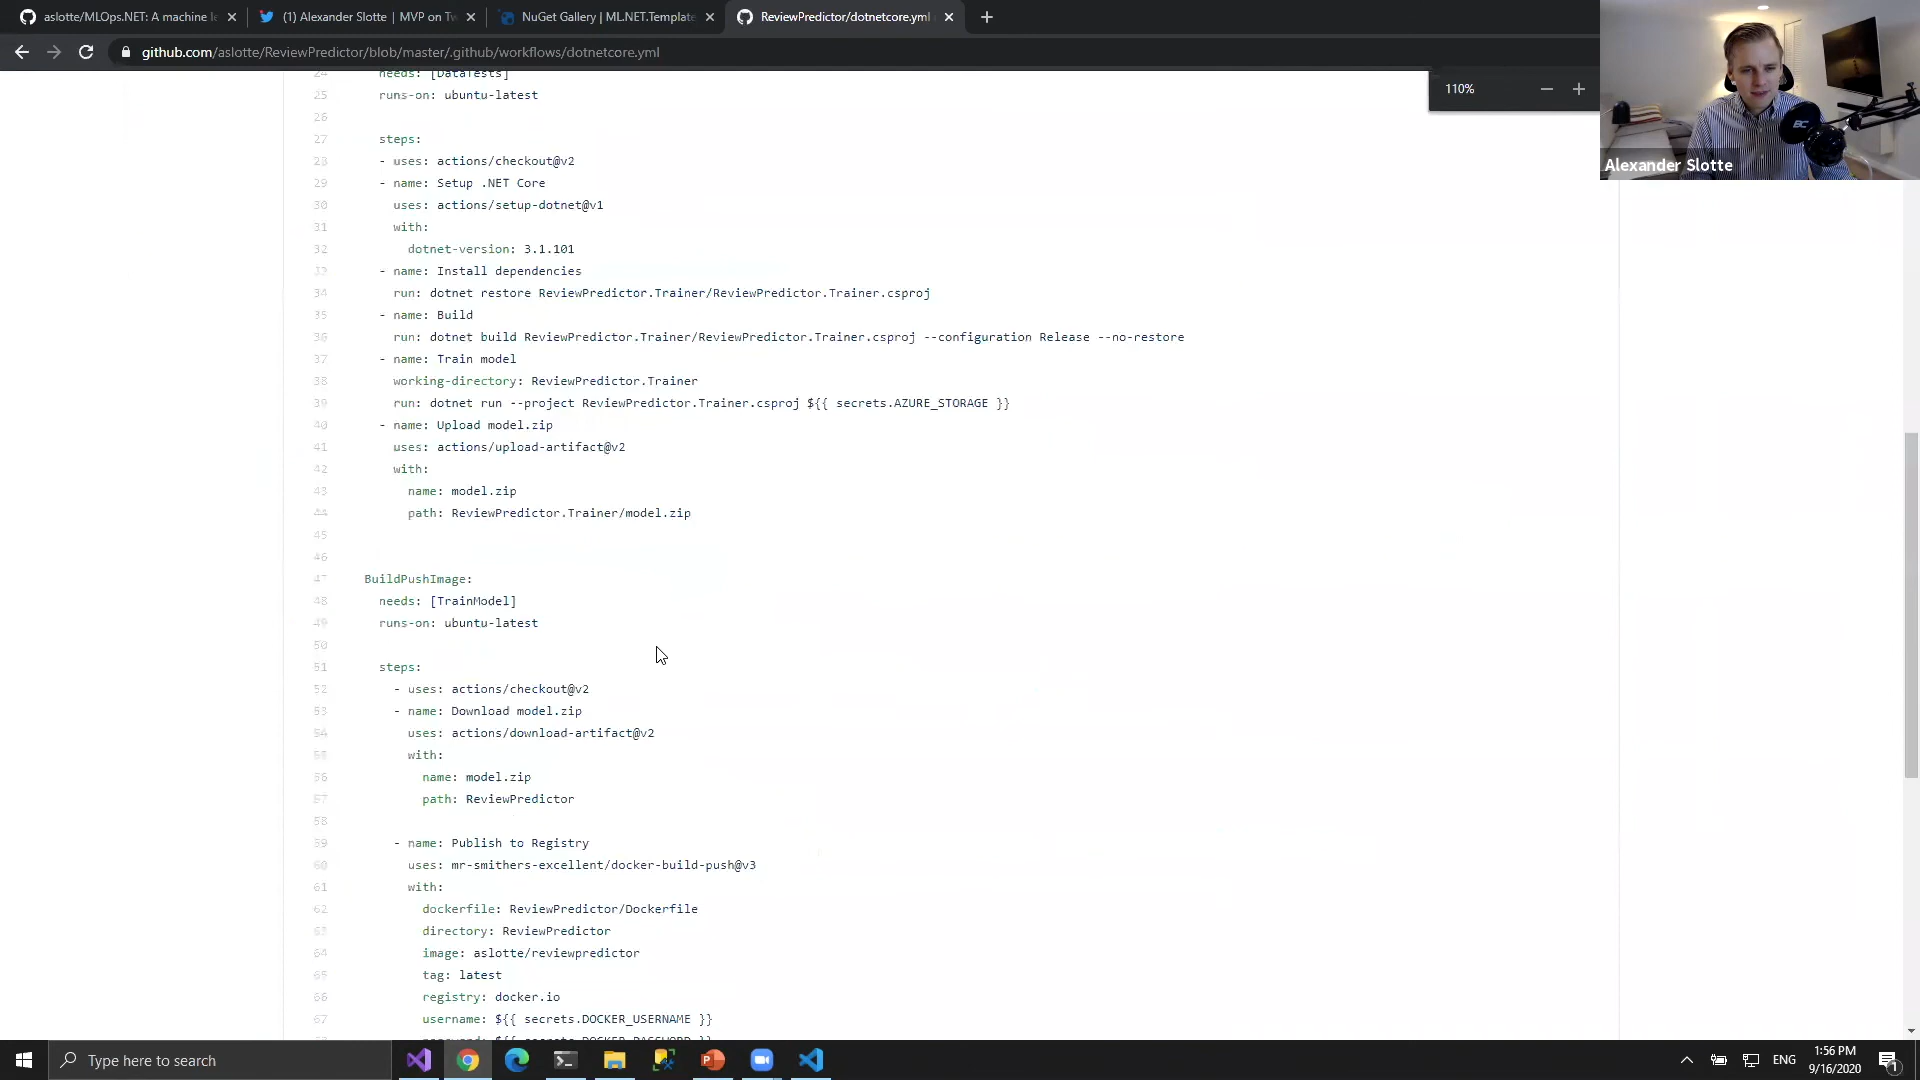 aslotte/MLOps.NET: A machine le
(1) Alexander Slotte | MVP on Tw
NuGet Gallery | ML.NET.Template
ReviewPredictor/dotnetcore.yml
github.com/aslotte/ReviewPredictor/blob/master/.github/workflows/dotnetcore.yml
110%
Alexander Slotte
24 needs: [DataTests]
25 runs-on: ubuntu-latest
26
27 steps:
28 - uses: actions/checkout@v2
29 - name: Setup .NET Core
30 uses: actions/setup-dotnet@v1
31 with:
32 dotnet-version: 3.1.101
33 - name: Install dependencies
34 run: dotnet restore ReviewPredictor.Trainer/ReviewPredictor.Trainer.csproj
35 - name: Build
36 run: dotnet build ReviewPredictor.Trainer/ReviewPredictor.Trainer.csproj --configuration Release --no-restore
37 - name: Train model
38 working-directory: ReviewPredictor.Trainer
39 run: dotnet run --project ReviewPredictor.Trainer.csproj ${{ secrets.AZURE_STORAGE }}
40 - name: Upload model.zip
41 uses: actions/upload-artifact@v2
42 with:
43 name: model.zip
44 path: ReviewPredictor.Trainer/model.zip
45
46
47 BuildPushImage:
48 needs: [TrainModel]
49 runs-on: ubuntu-latest
50
51 steps:
52 - uses: actions/checkout@v2
53 - name: Download model.zip
54 uses: actions/download-artifact@v2
55 with:
56 name: model.zip
57 path: ReviewPredictor
58
59 - name: Publish to Registry
60 uses: mr-smithers-excellent/docker-build-push@v3
61 with:
62 dockerfile: ReviewPredictor/Dockerfile
63 directory: ReviewPredictor
64 image: aslotte/reviewpredictor
65 tag: latest
66 registry: docker.io
67 username: ${{ secrets.DOCKER_USERNAME }}
Type here to search
ENG
1:56 PM
9/16/2020